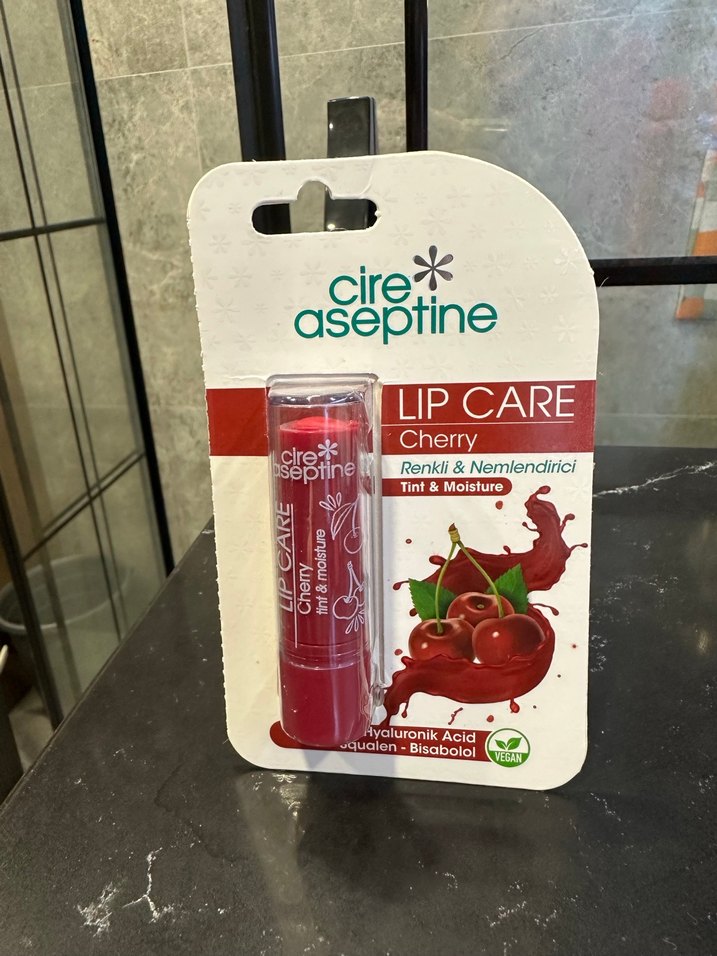 cire
aseptine
LIP CARE
Cherry
Renkli & Nemlendirici
Tint & Moisture
cire
aseptine
LIP CARE
Cherry
tint & moisture
Hyaluronik Acid
Squalen - Bisabolol
VEGAN